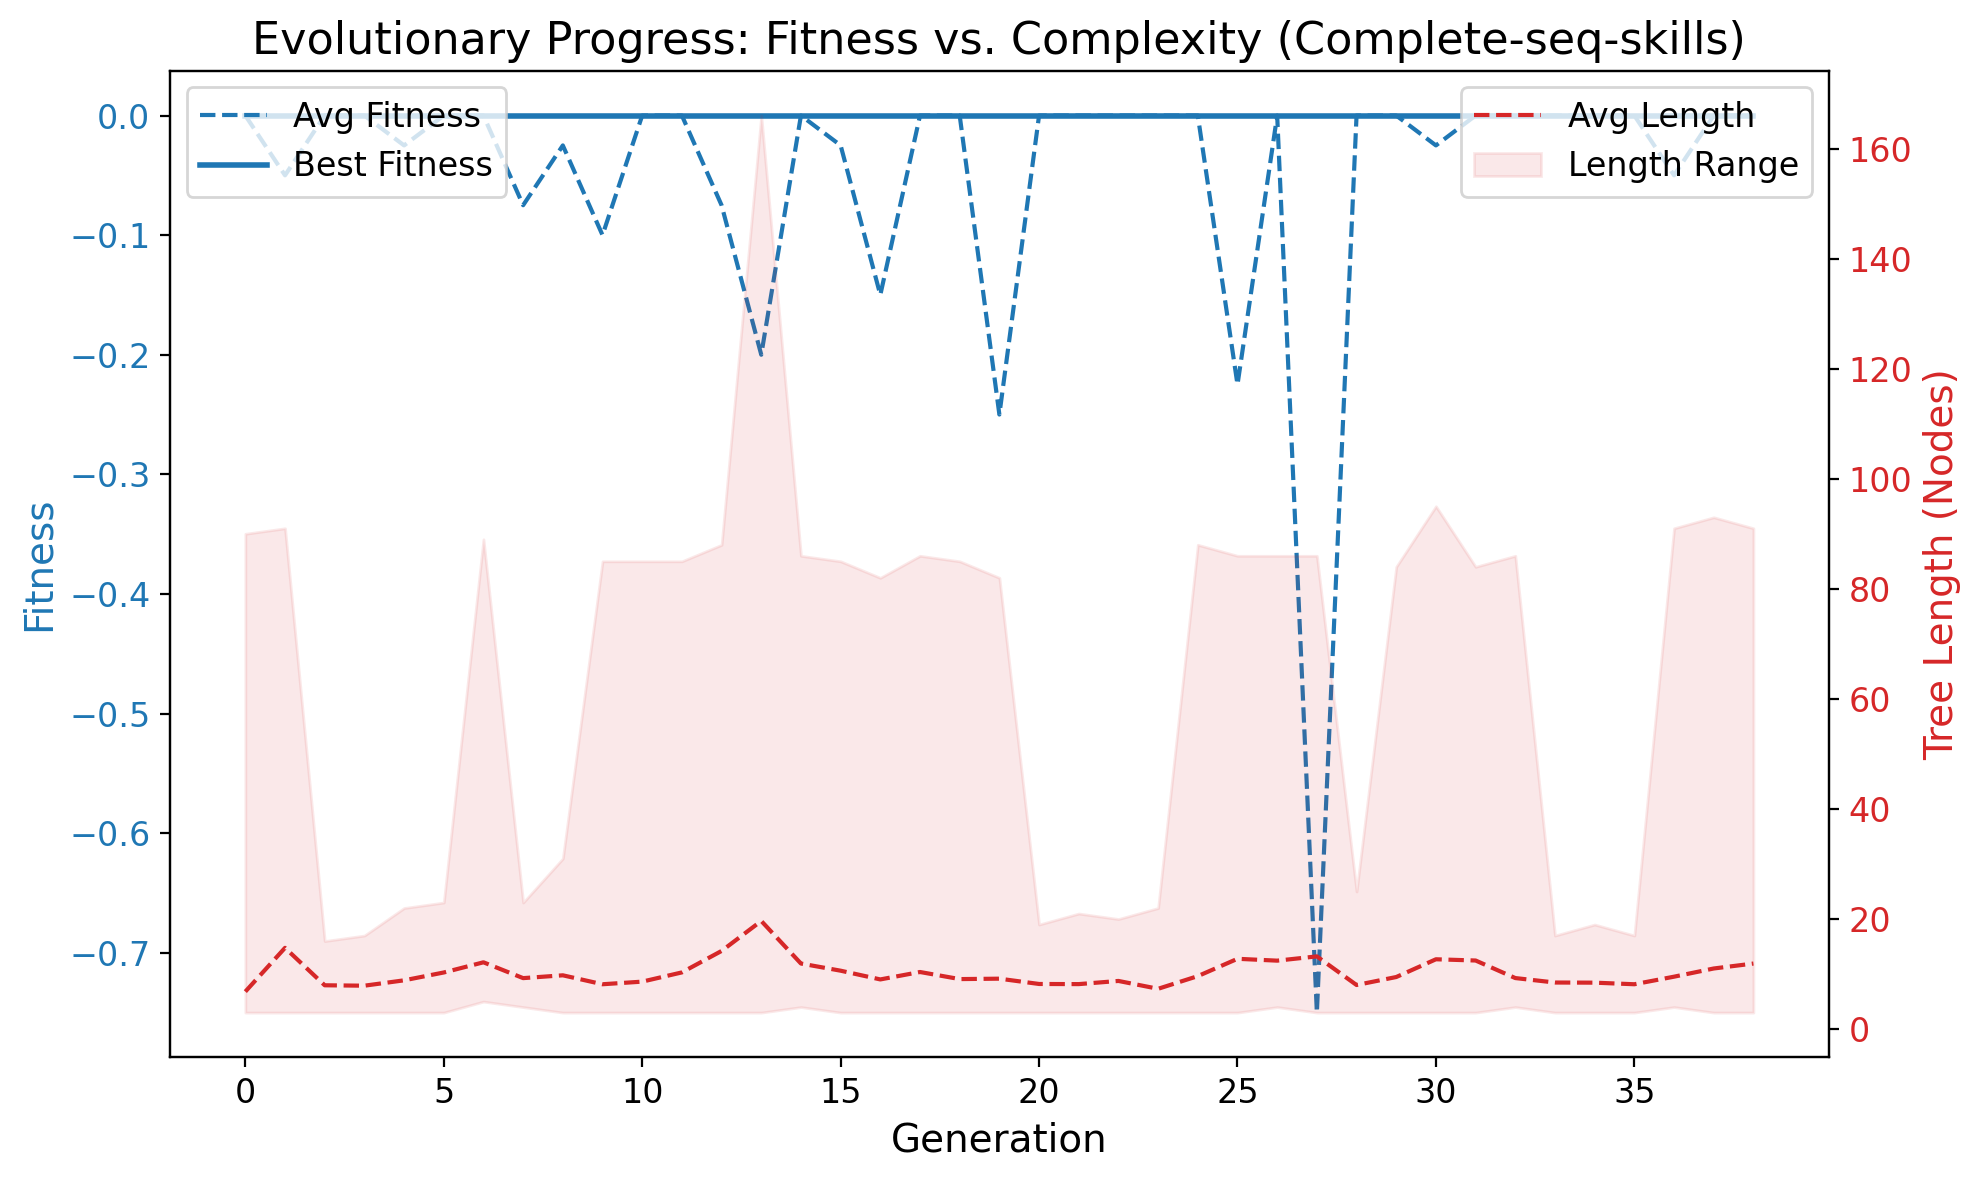 Evolutionary Progress: Fitness vs. Complexity (Complete-seq-skills)
Avg Fitness
Best Fitness
Avg Length
Length Range
Fitness
0.0
−0.1
−0.2
−0.3
−0.4
−0.5
−0.6
−0.7
160
140
120
100
80
60
40
20
0
Tree Length (Nodes)
0 5 10 15 20 25 30 35
Generation